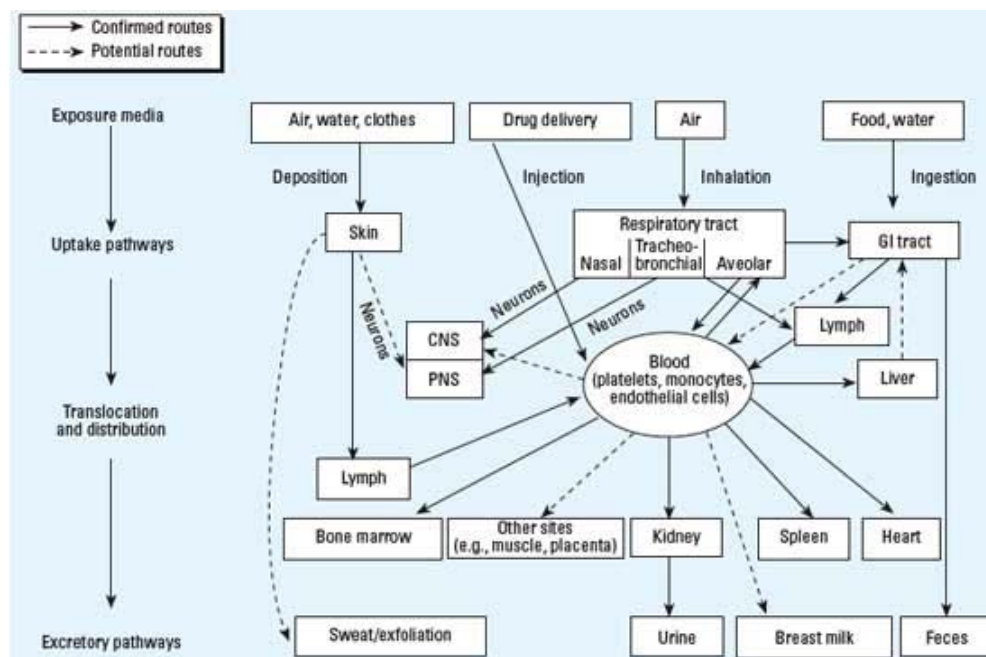 Confirmed routes
Potential routes
Exposure media
Air, water, clothes
Drug delivery
Air
Food, water
Deposition
Injection
Inhalation
Ingestion
Uptake pathways
Skin
Respiratory tract
Nasal
Tracheo-
bronchial
Aveolar
GI tract
Neurons
Neurons
Neurons
CNS
PNS
Lymph
Blood
(platelets, monocytes,
endothelial cells)
Liver
Translocation
and distribution
Lymph
Bone marrow
Other sites
(e.g., muscle, placenta)
Kidney
Spleen
Heart
Excretory pathways
Sweat/exfoliation
Urine
Breast milk
Feces